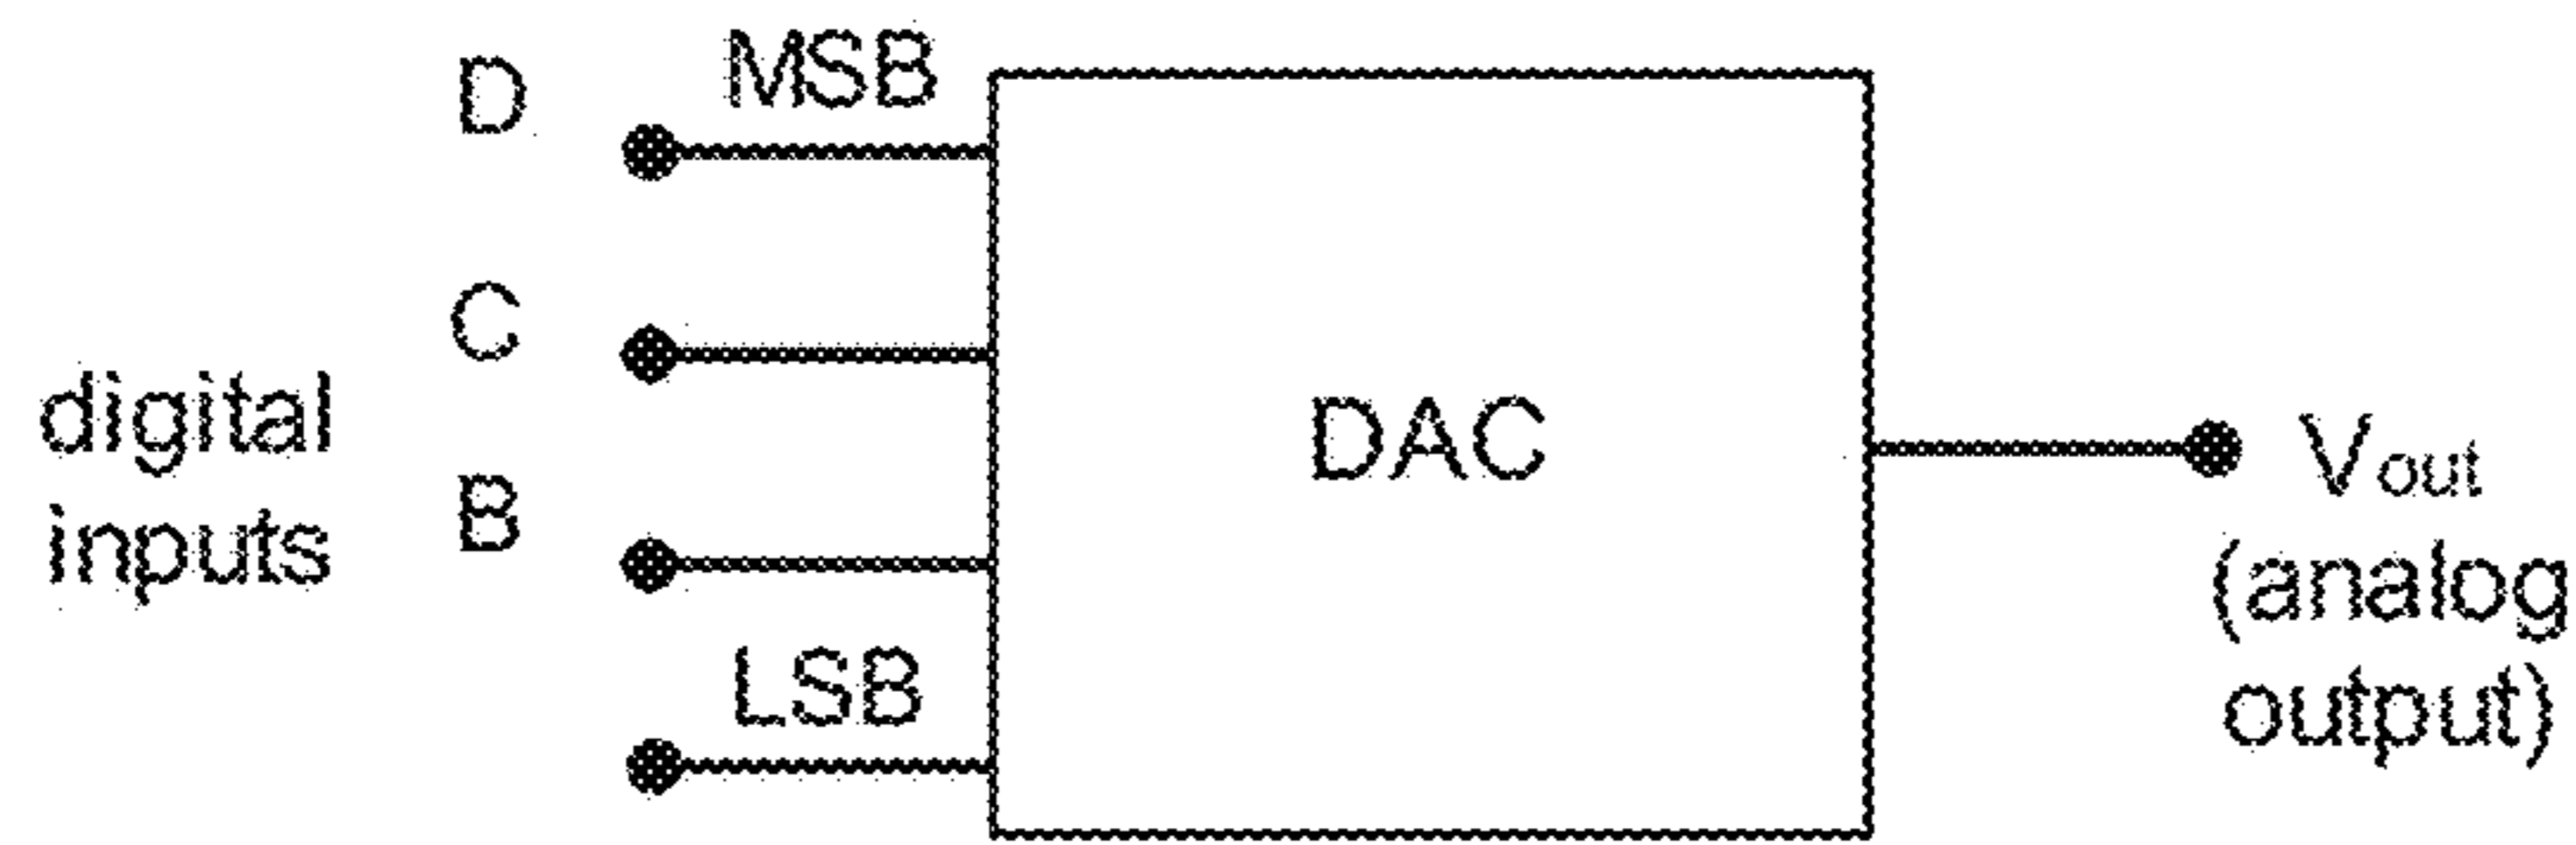 D
MSB
C
digital
inputs
B
LSB
DAC
Vout
(analog
output)